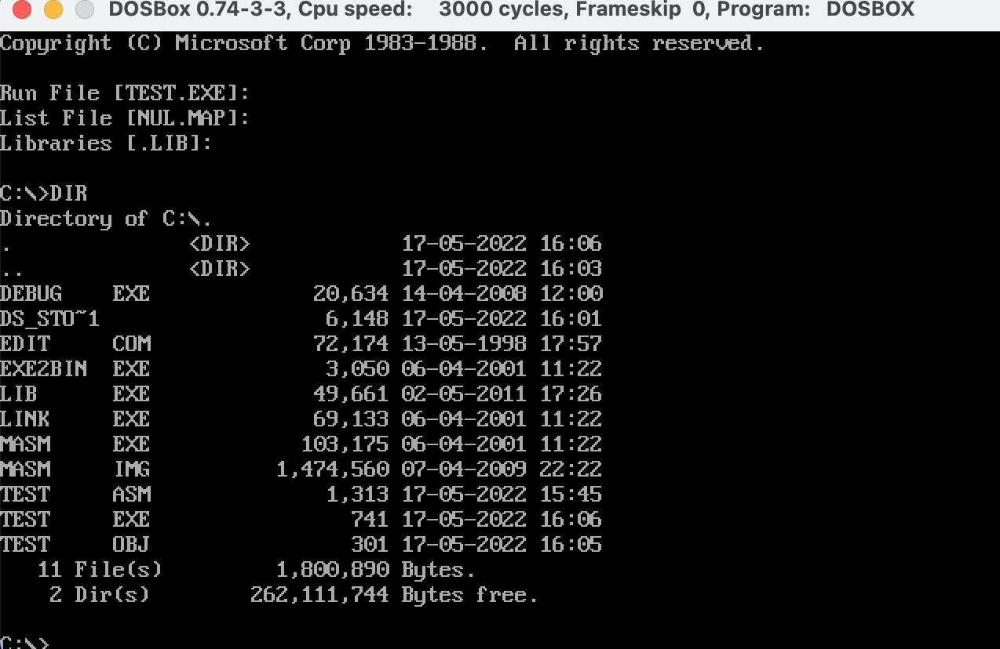 DOSBox 0.74-3-3, Cpu speed: 3000 cycles, Frameskip 0, Program: DOSBOX
Copyright (C) Microsoft Corp 1983-1988. All rights reserved.
Run File [TEST.EXE]:
List File [NUL.MAP]:
Libraries [.LIB]:
C:\>DIR
Directory of C:\.
. <DIR> 17-05-2022 16:06
.. <DIR> 17-05-2022 16:03
DEBUG EXE 20,634 14-04-2008 12:00
DS_STO~1 6,148 17-05-2022 16:01
EDIT COM 72,174 13-05-1998 17:57
EXE2BIN EXE 3,050 06-04-2001 11:22
LIB EXE 49,661 02-05-2011 17:26
LINK EXE 69,133 06-04-2001 11:22
MASM EXE 103,175 06-04-2001 11:22
MASM IMG 1,474,560 07-04-2009 22:22
TEST ASM 1,313 17-05-2022 15:45
TEST EXE 741 17-05-2022 16:06
TEST OBJ 301 17-05-2022 16:05
11 File(s) 1,800,890 Bytes.
2 Dir(s) 262,111,744 Bytes free.
C:\>